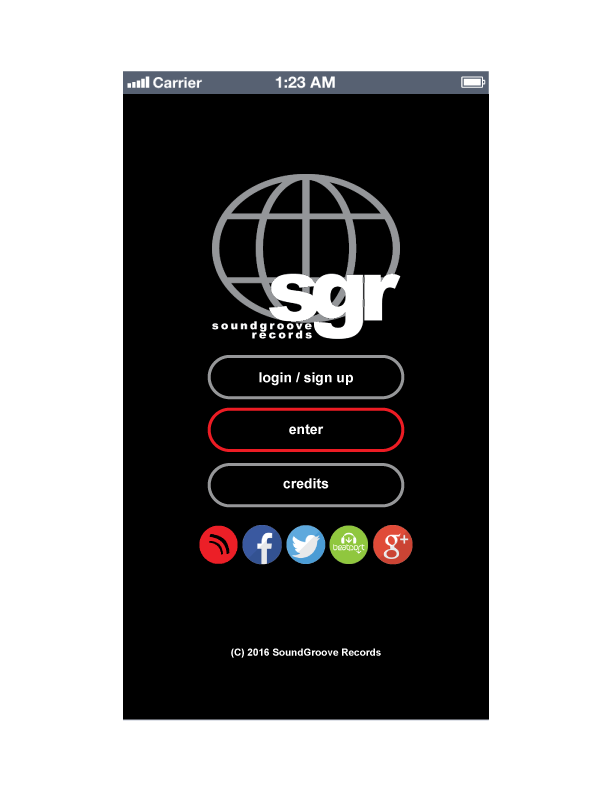 Carrier 1:23 AM
sgr
soundgroove
records
login / sign up
enter
credits
f beatport g+
(C) 2016 SoundGroove Records